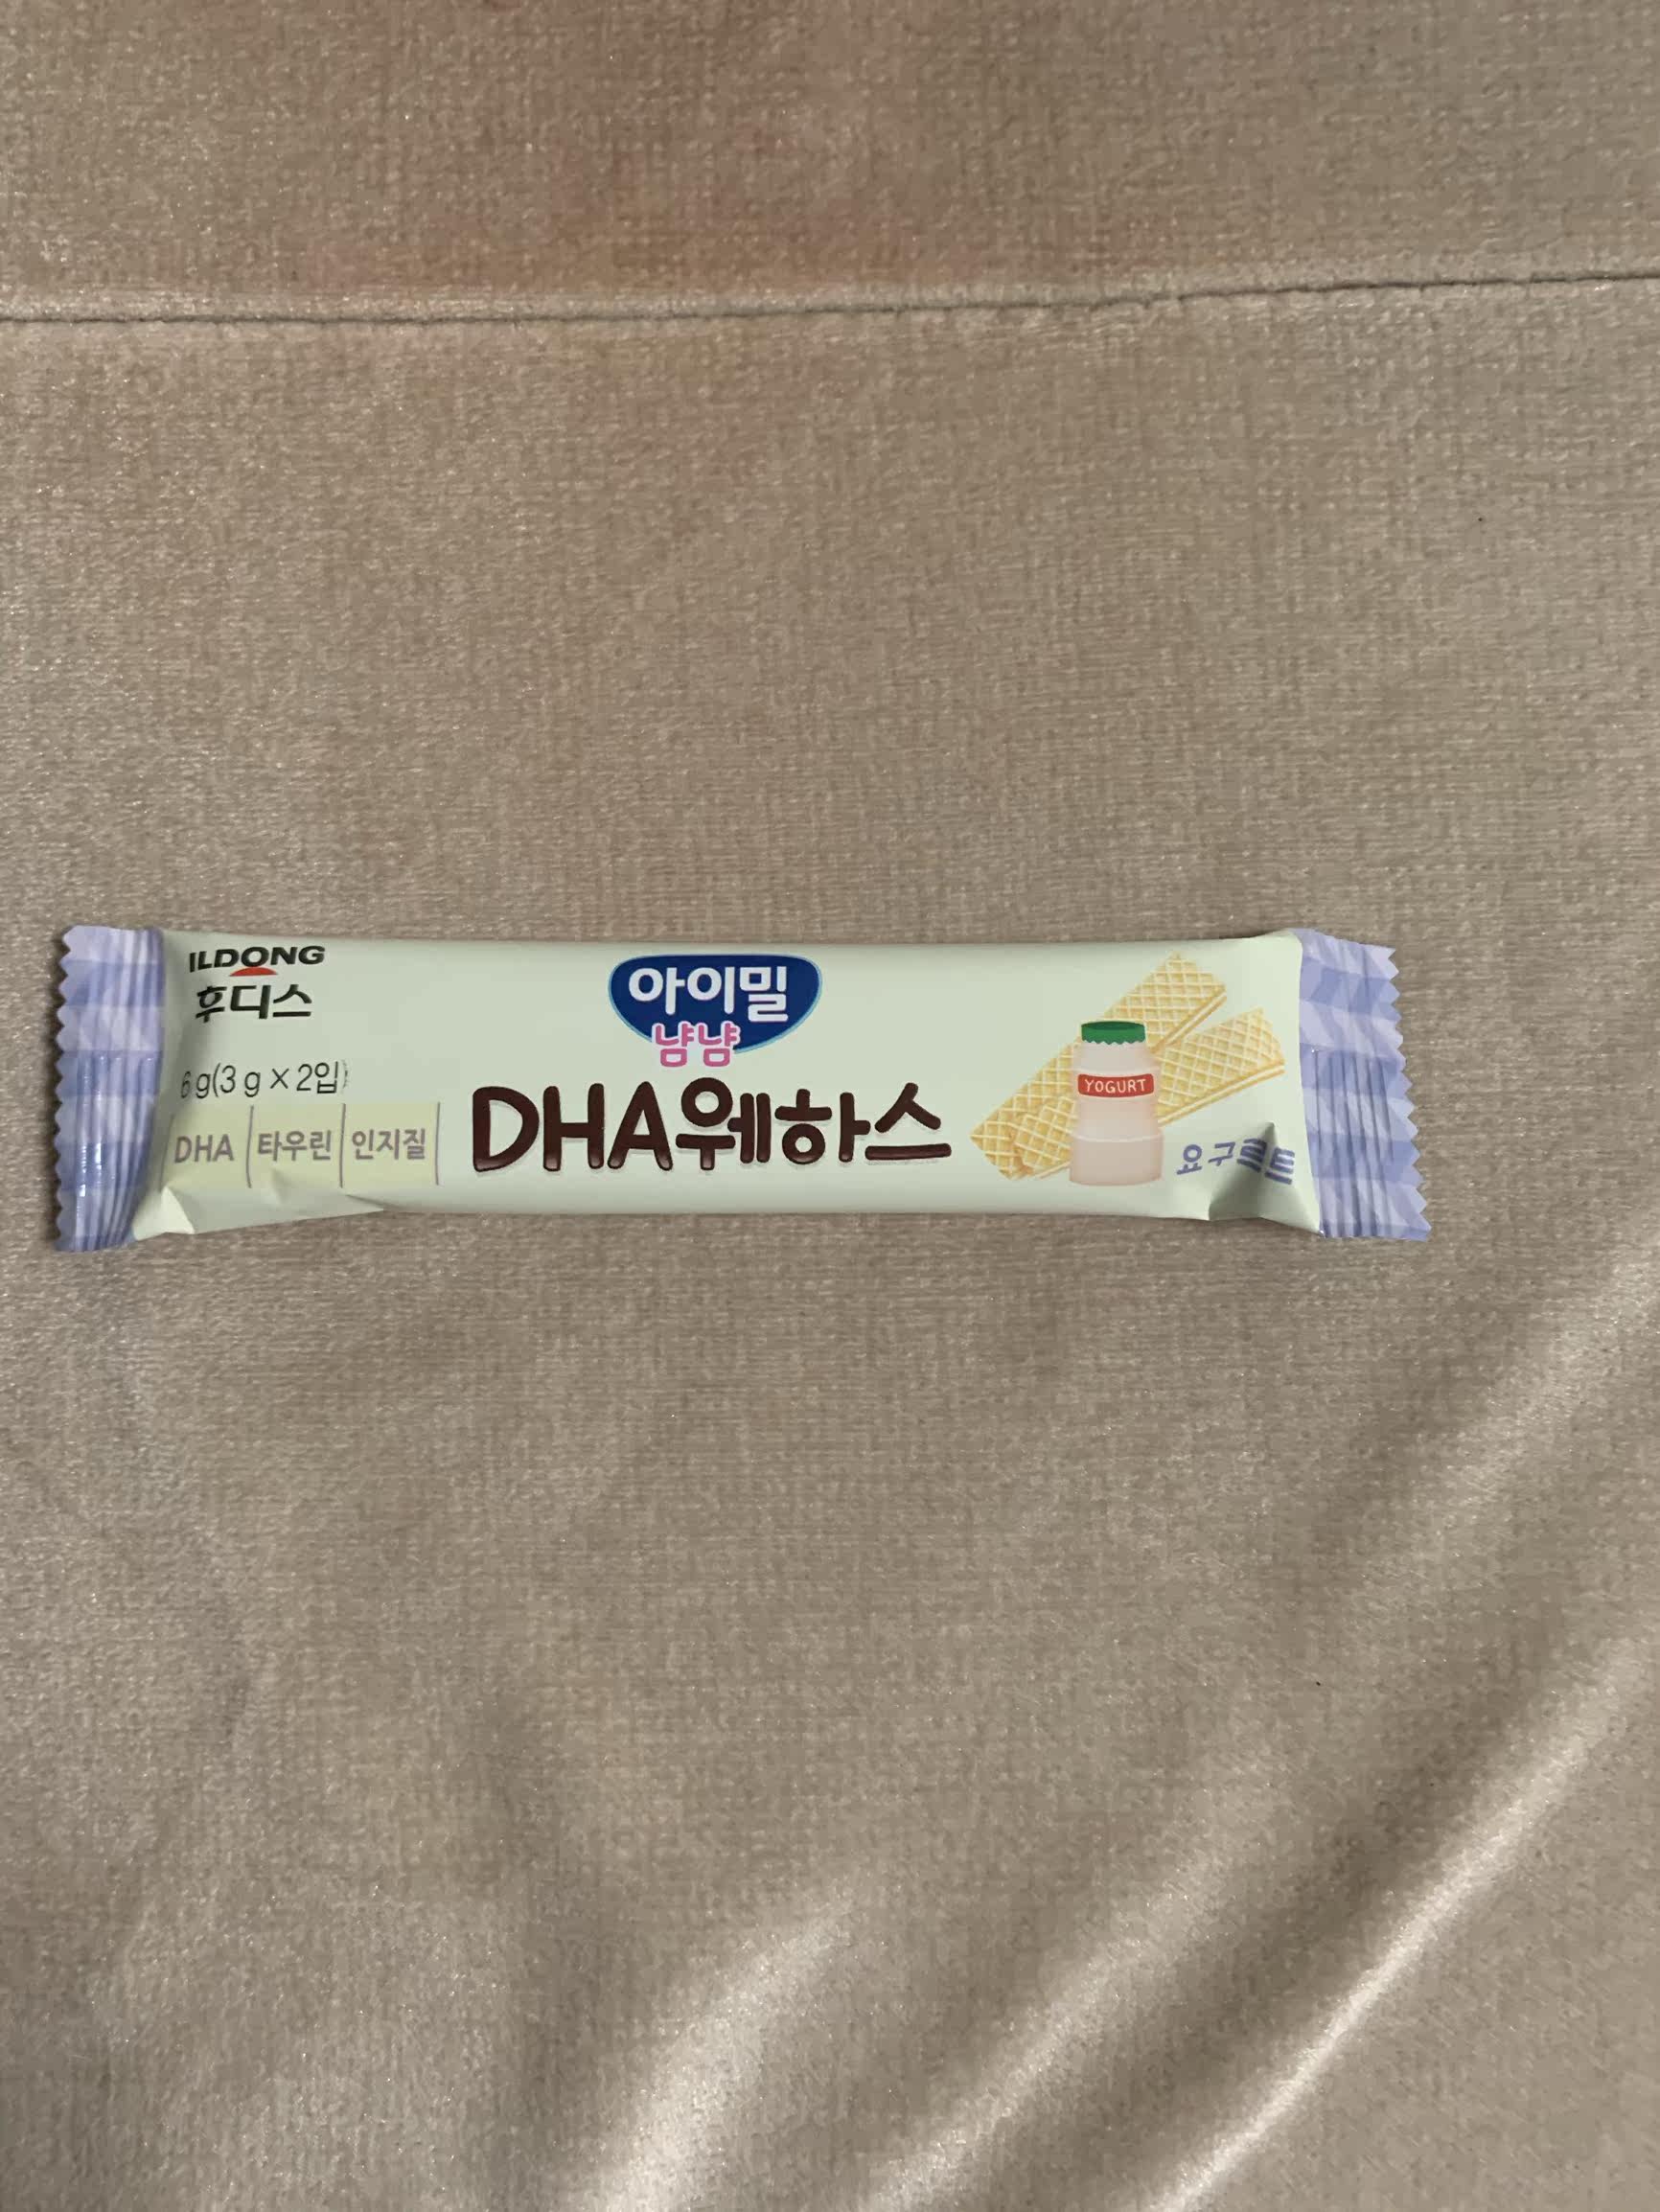 ILDONG
후디스
6 g(3 g × 2입)
DHA 타우린 인지질
아이밀
냠냠
DHA웨하스
YOGURT
요구르트